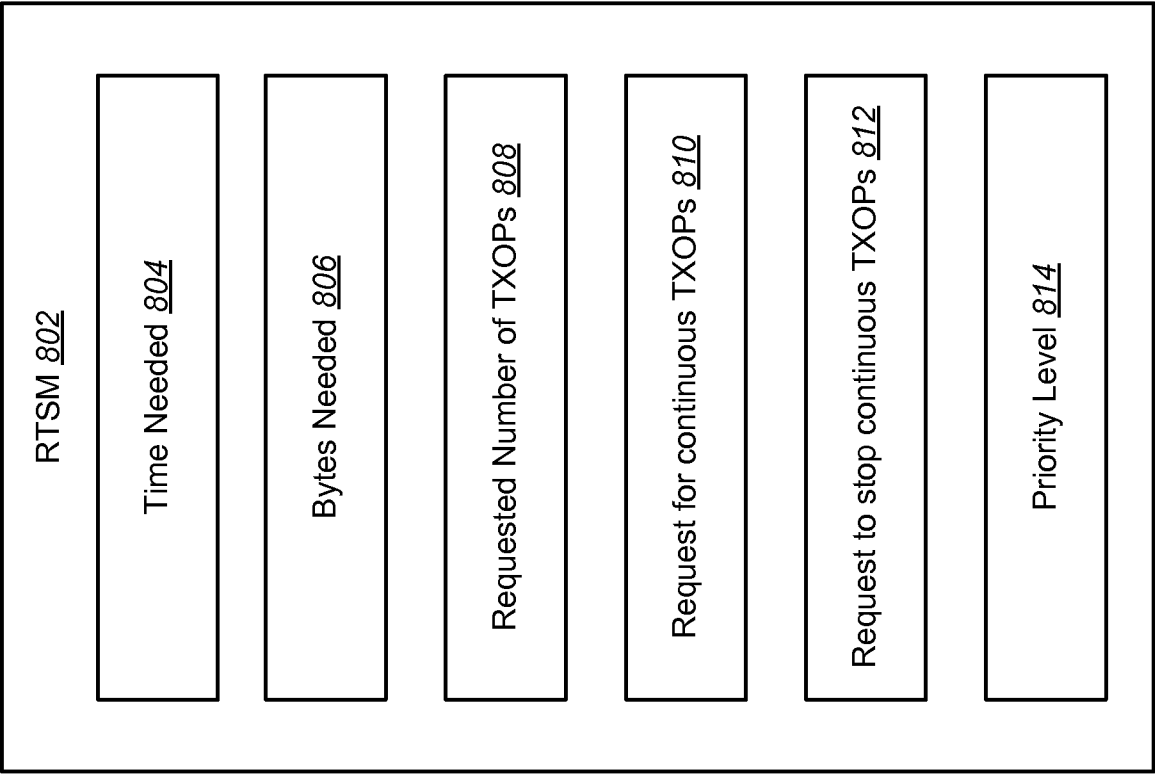 RTSM 802
Time Needed 804
Bytes Needed 806
Requested Number of TXOPs 808
Request for continuous TXOPs 810
Request to stop continuous TXOPs 812
Priority Level 814